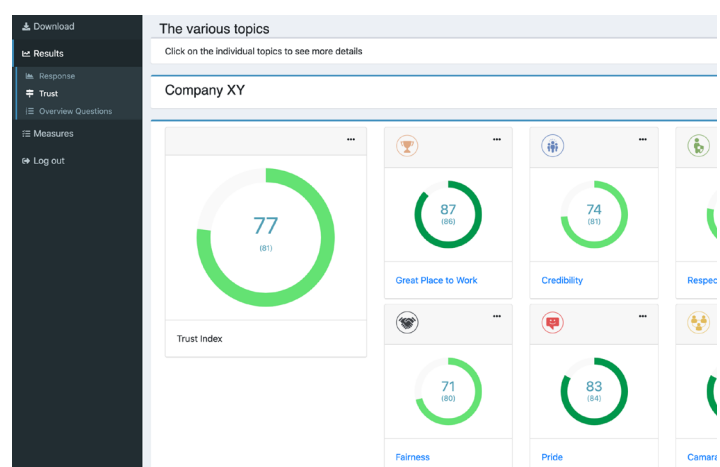 Download
Results
Response
Trust
Overview Questions
Measures
Log out
The various topics
Click on the individual topics to see more details
Company XY
77
(81)
Trust Index
87
(86)
Great Place to Work
74
(81)
Credibility
Respec
71
(80)
Fairness
83
(84)
Pride
Camara